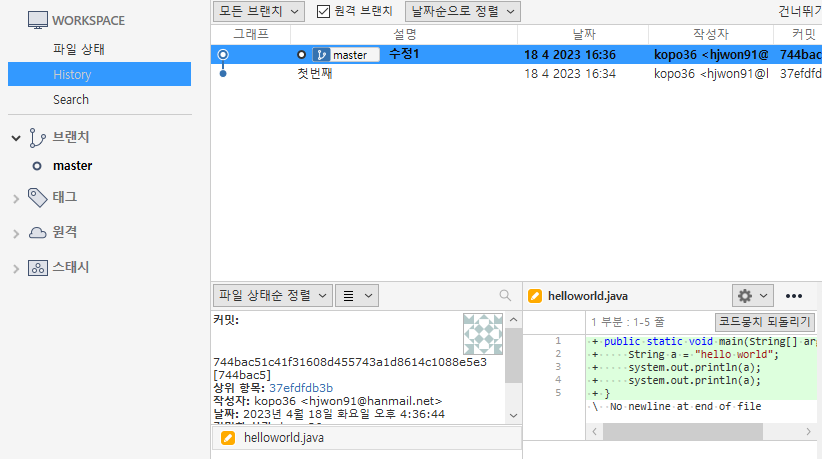 WORKSPACE
파일 상태
History
Search
브랜치
master
태그
원격
스태시
모든 브랜치 원격 브랜치 날짜순으로 정렬 건너뛰기
그래프 설명 날짜 작성자 커밋
master 수정1 18 4 2023 16:36 kopo36 <hjwon91@ 744bac
첫번째 18 4 2023 16:34 kopo36 <hjwon91@ 37efdfd
파일 상태순 정렬
커밋:
744bac51c41f31608d455743a1d8614c1088e5e3
[744bac5]
상위 항목: 37efdfdb3b
작성자: kopo36 <hjwon91@hanmail.net>
날짜: 2023년 4월 18일 화요일 오후 4:36:44
helloworld.java
helloworld.java
1 부분 : 1-5 줄 코드뭉치 되돌리기
1 + public static void main(String[] arg
2 + String a = "hello world";
3 + system.out.println(a);
4 + system.out.println(a);
5 + }
\ No newline at end of file